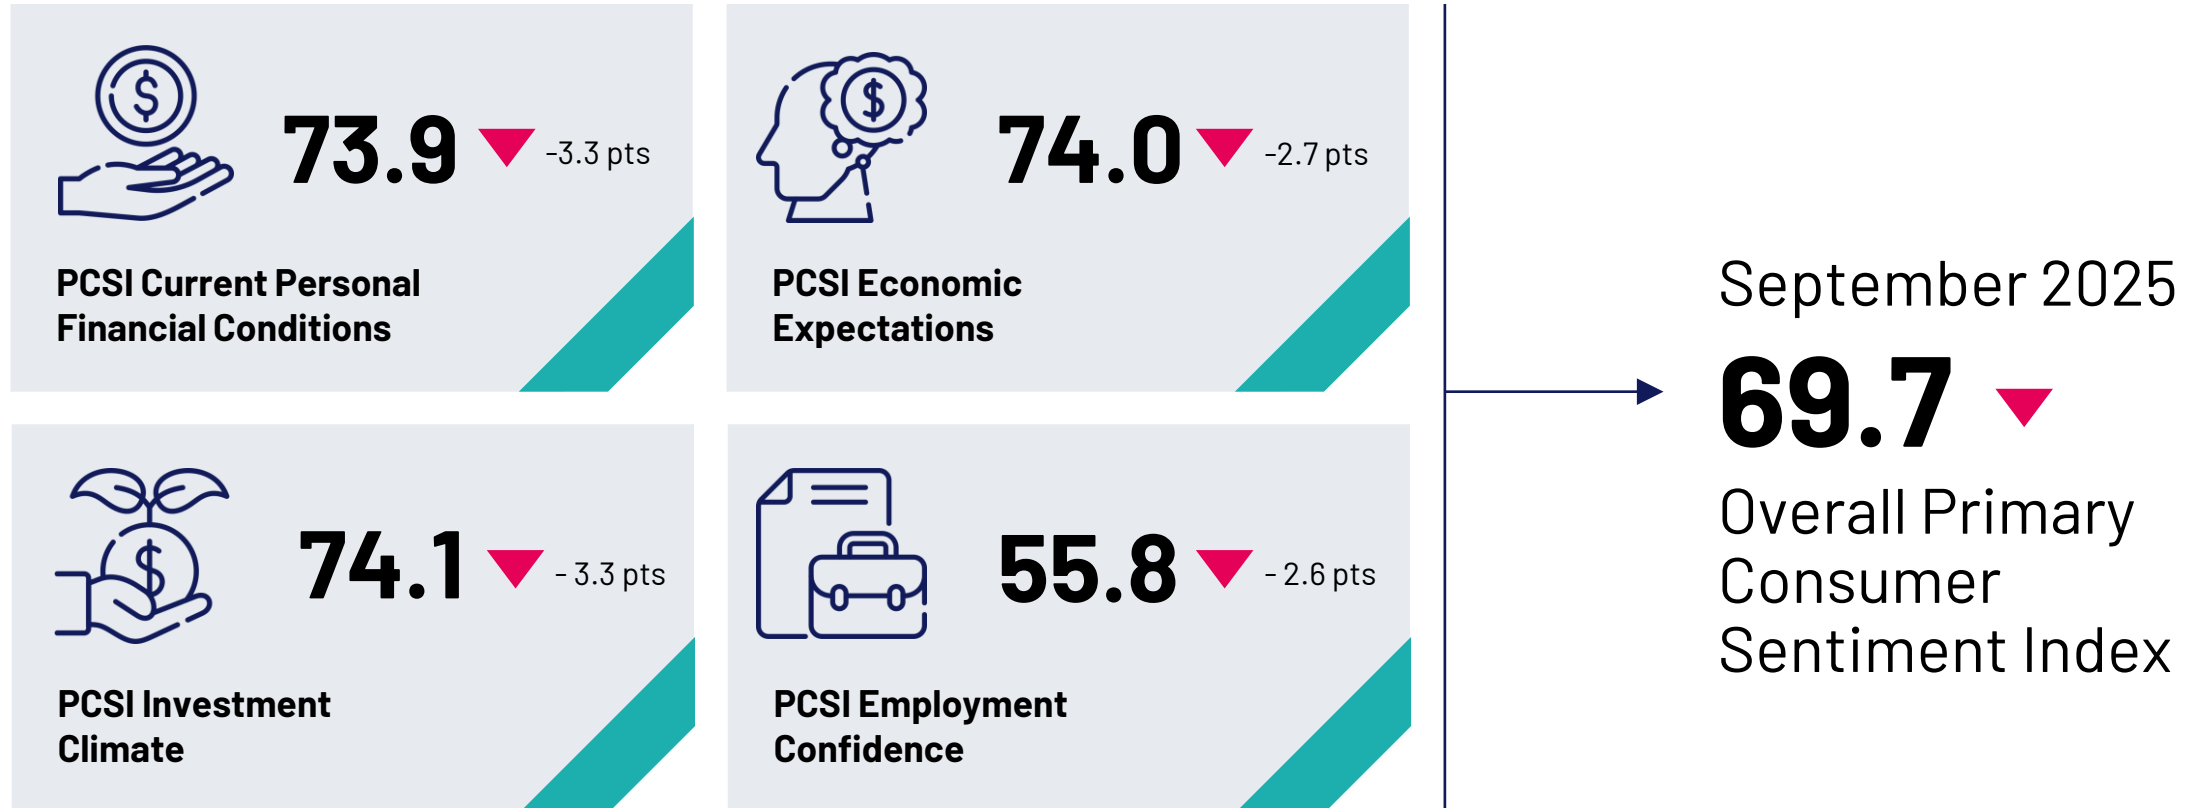 73.9 -3.3 pts
PCSI Current Personal
Financial Conditions
74.0 -2.7 pts
PCSI Economic
Expectations
74.1 - 3.3 pts
PCSI Investment
Climate
55.8 - 2.6 pts
PCSI Employment
Confidence
September 2025
69.7
Overall Primary
Consumer
Sentiment Index